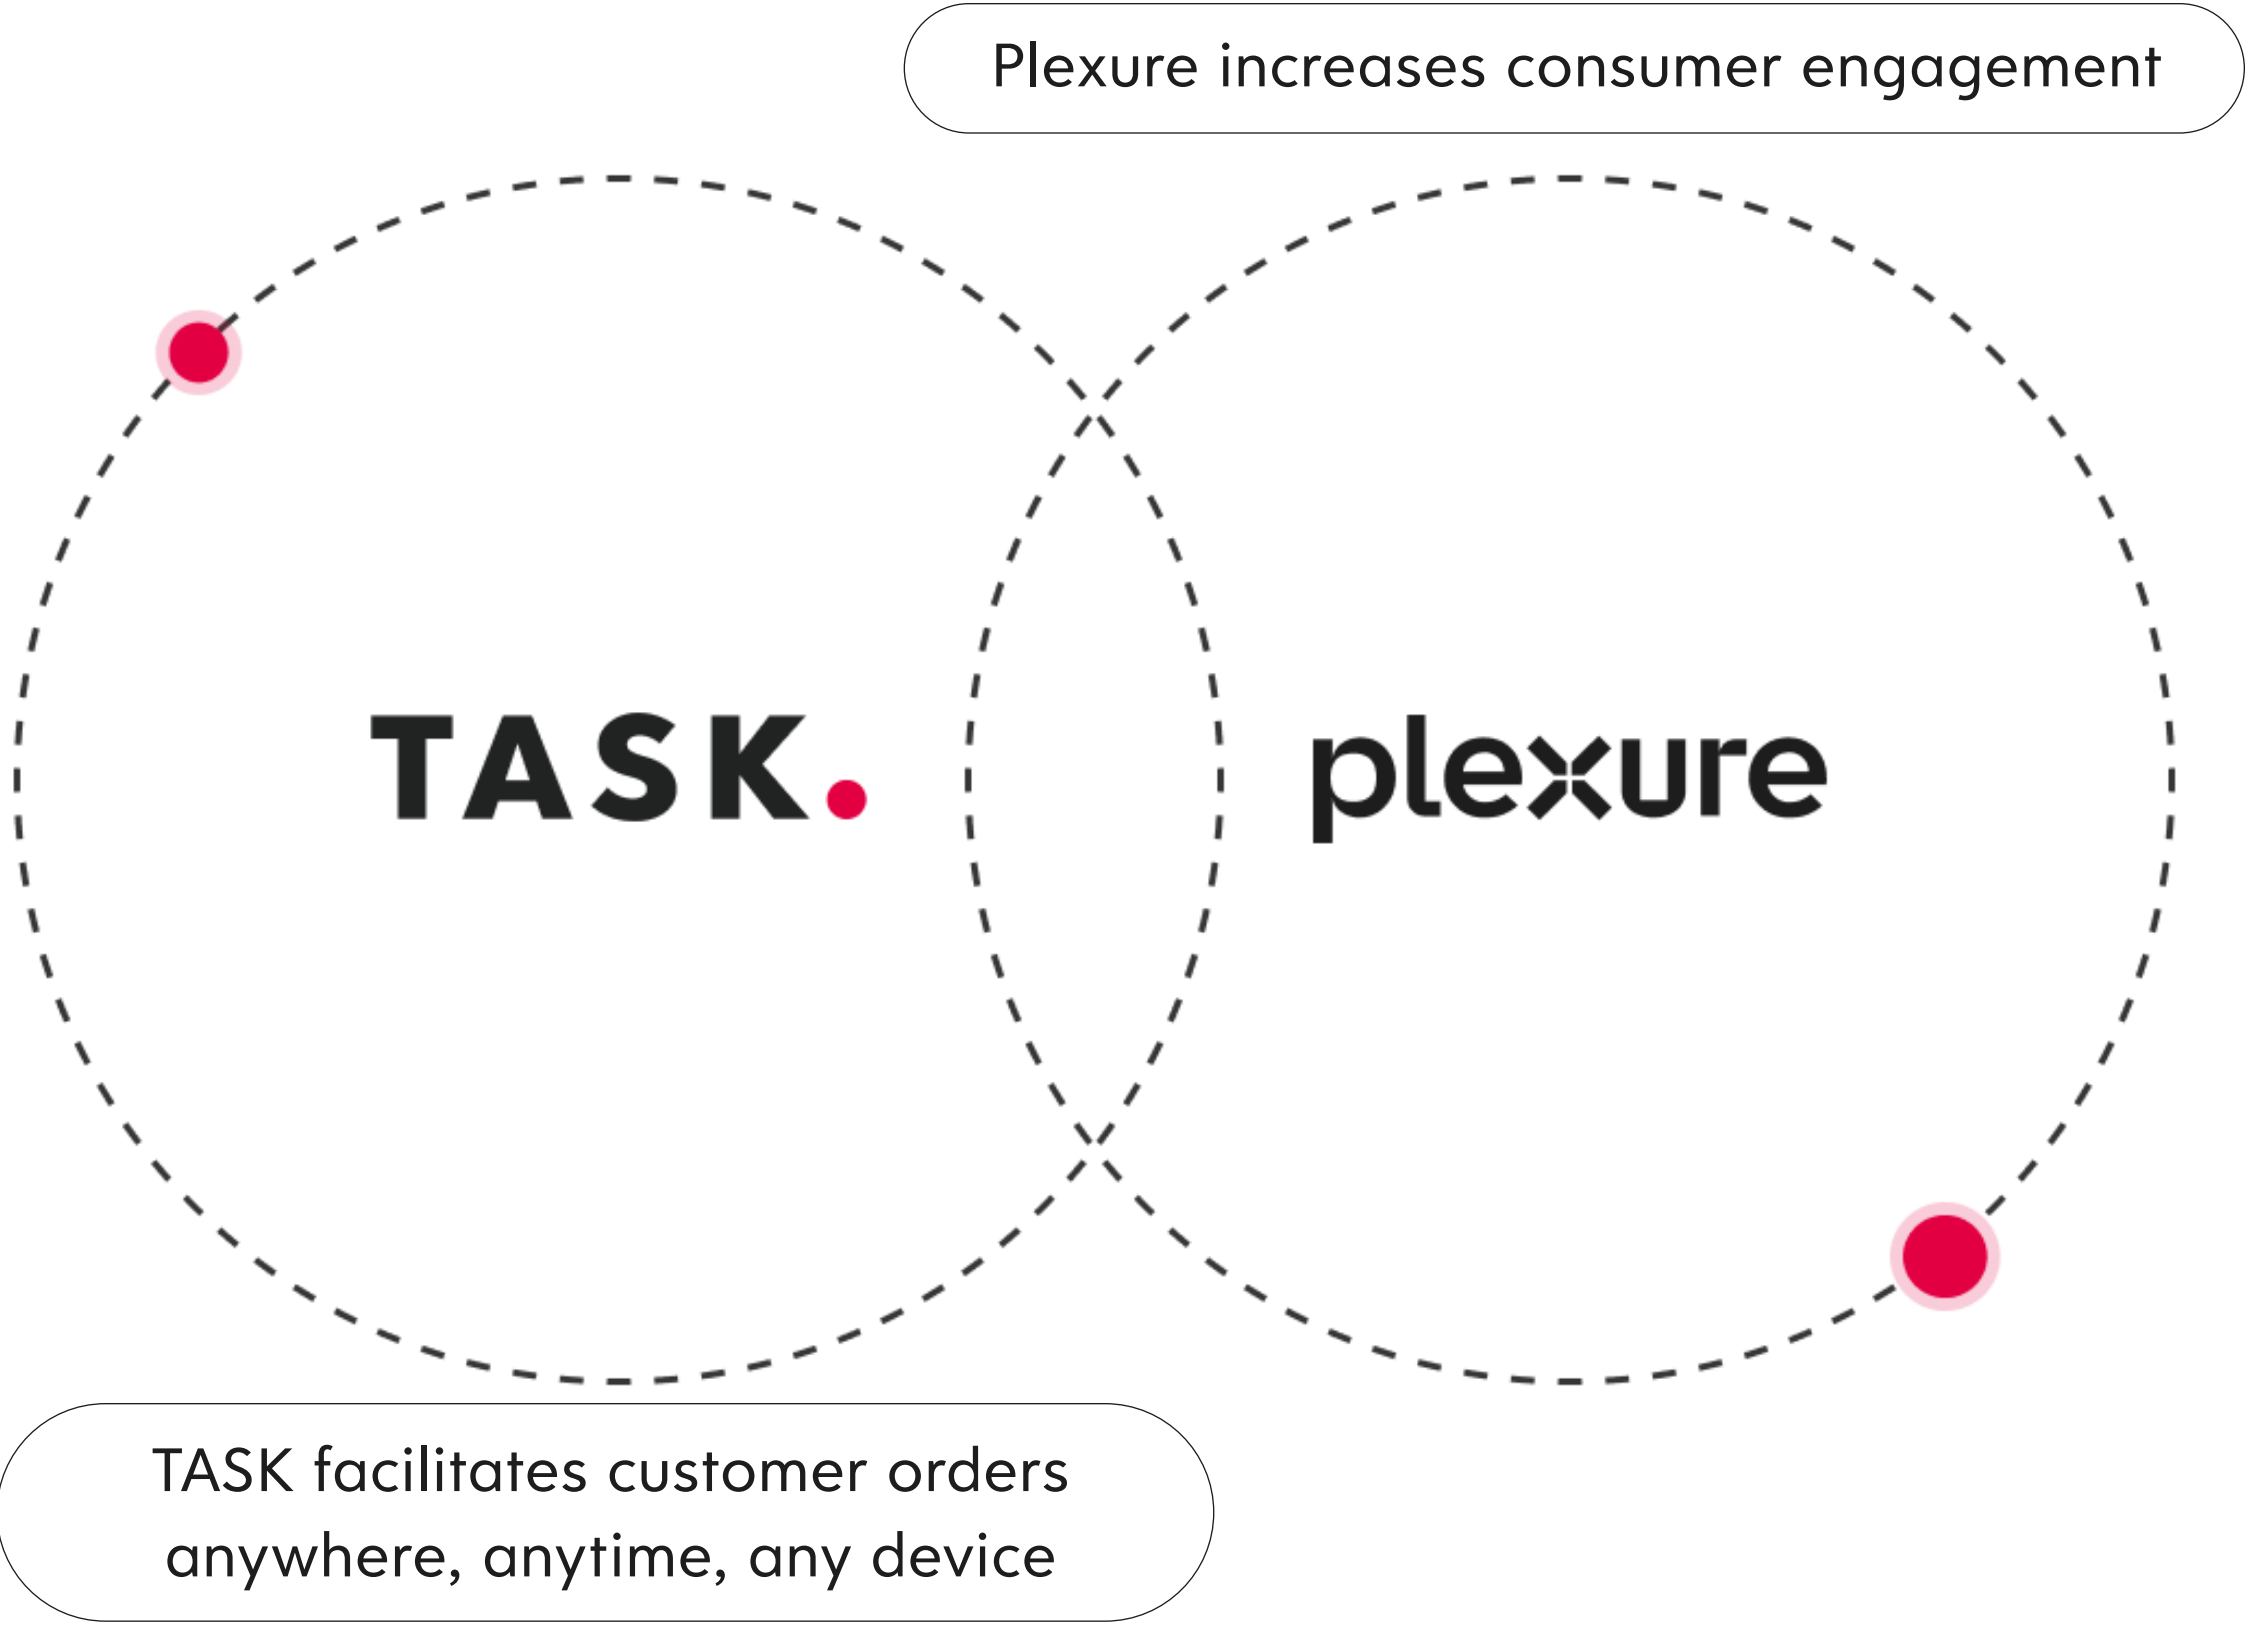 Plexure increases consumer engagement
TASK.
plexure
TASK facilitates customer orders
anywhere, anytime, any device